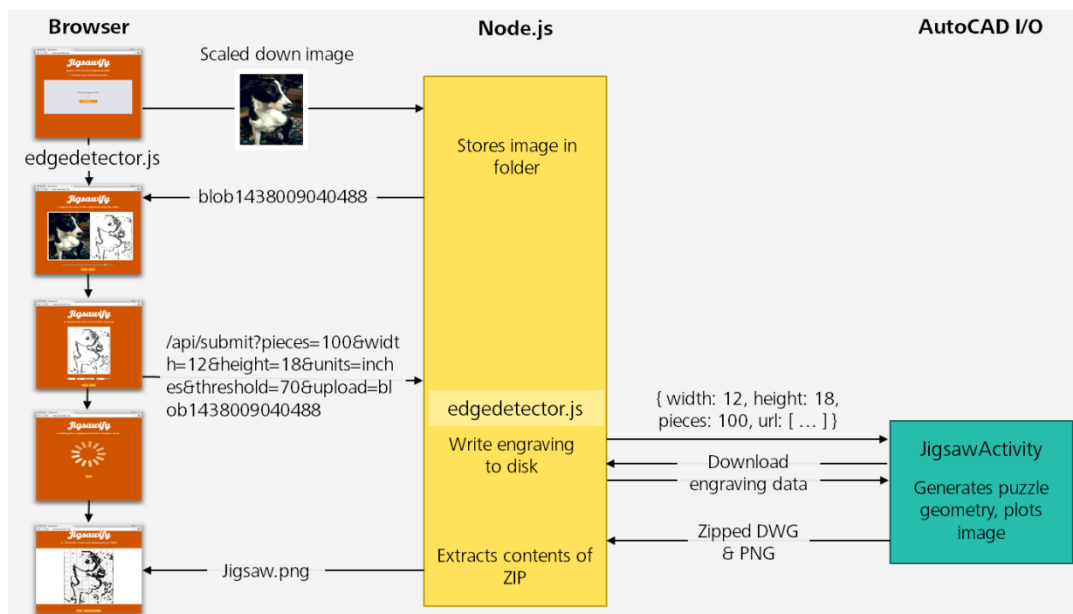 Browser
Node.js
AutoCAD I/O
Jigsawify
Scaled down image
edgedetector.js
Stores image in
folder
blob1438009040488
Jigsawify
Jigsawify
/api/submit?pieces=100&widt
h=12&height=18&units=inch
es&threshold=70&upload=bl
ob1438009040488
edgedetector.js
Write engraving
to disk
{ width: 12, height: 18,
pieces: 100, url: [ … ] }
Download
engraving data
JigsawActivity
Generates puzzle
geometry, plots
image
Jigsawify
Zipped DWG
& PNG
Jigsawify
Jigsaw.png
Extracts contents of
ZIP